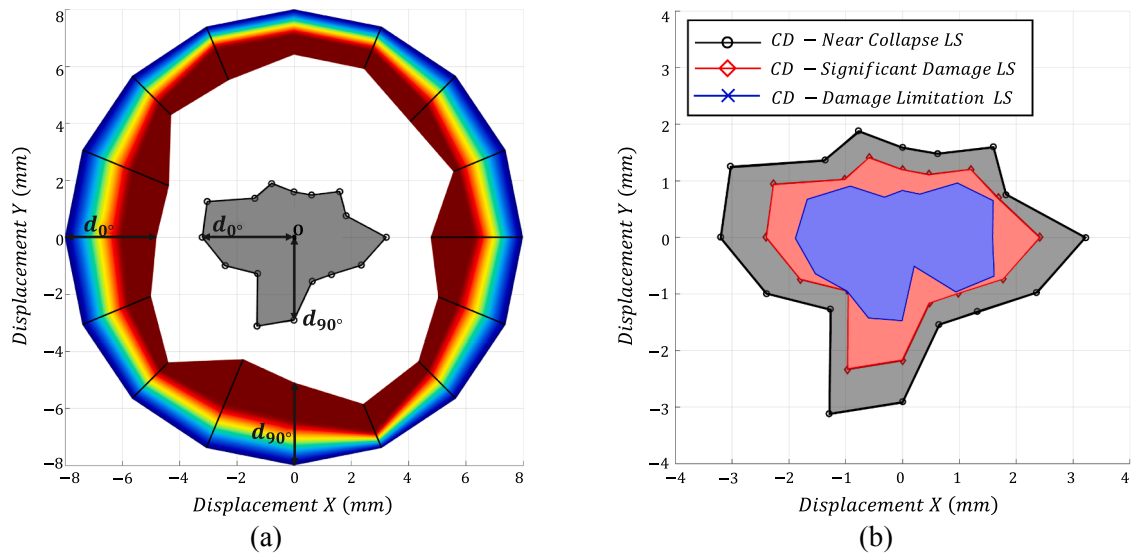 8
6
4
2
0
−2
−4
−6
−8
Displacement Y (mm)
d0°
d0°
O
d90°
d90°
−8 −6 −4 −2 0 2 4 6 8
Displacement X (mm)
(a)
4
3
2
1
0
−1
−2
−3
−4
Displacement Y (mm)
CD − Near Collapse LS
CD − Significant Damage LS
CD − Damage Limitation LS
−4 −3 −2 −1 0 1 2 3 4
Displacement X (mm)
(b)